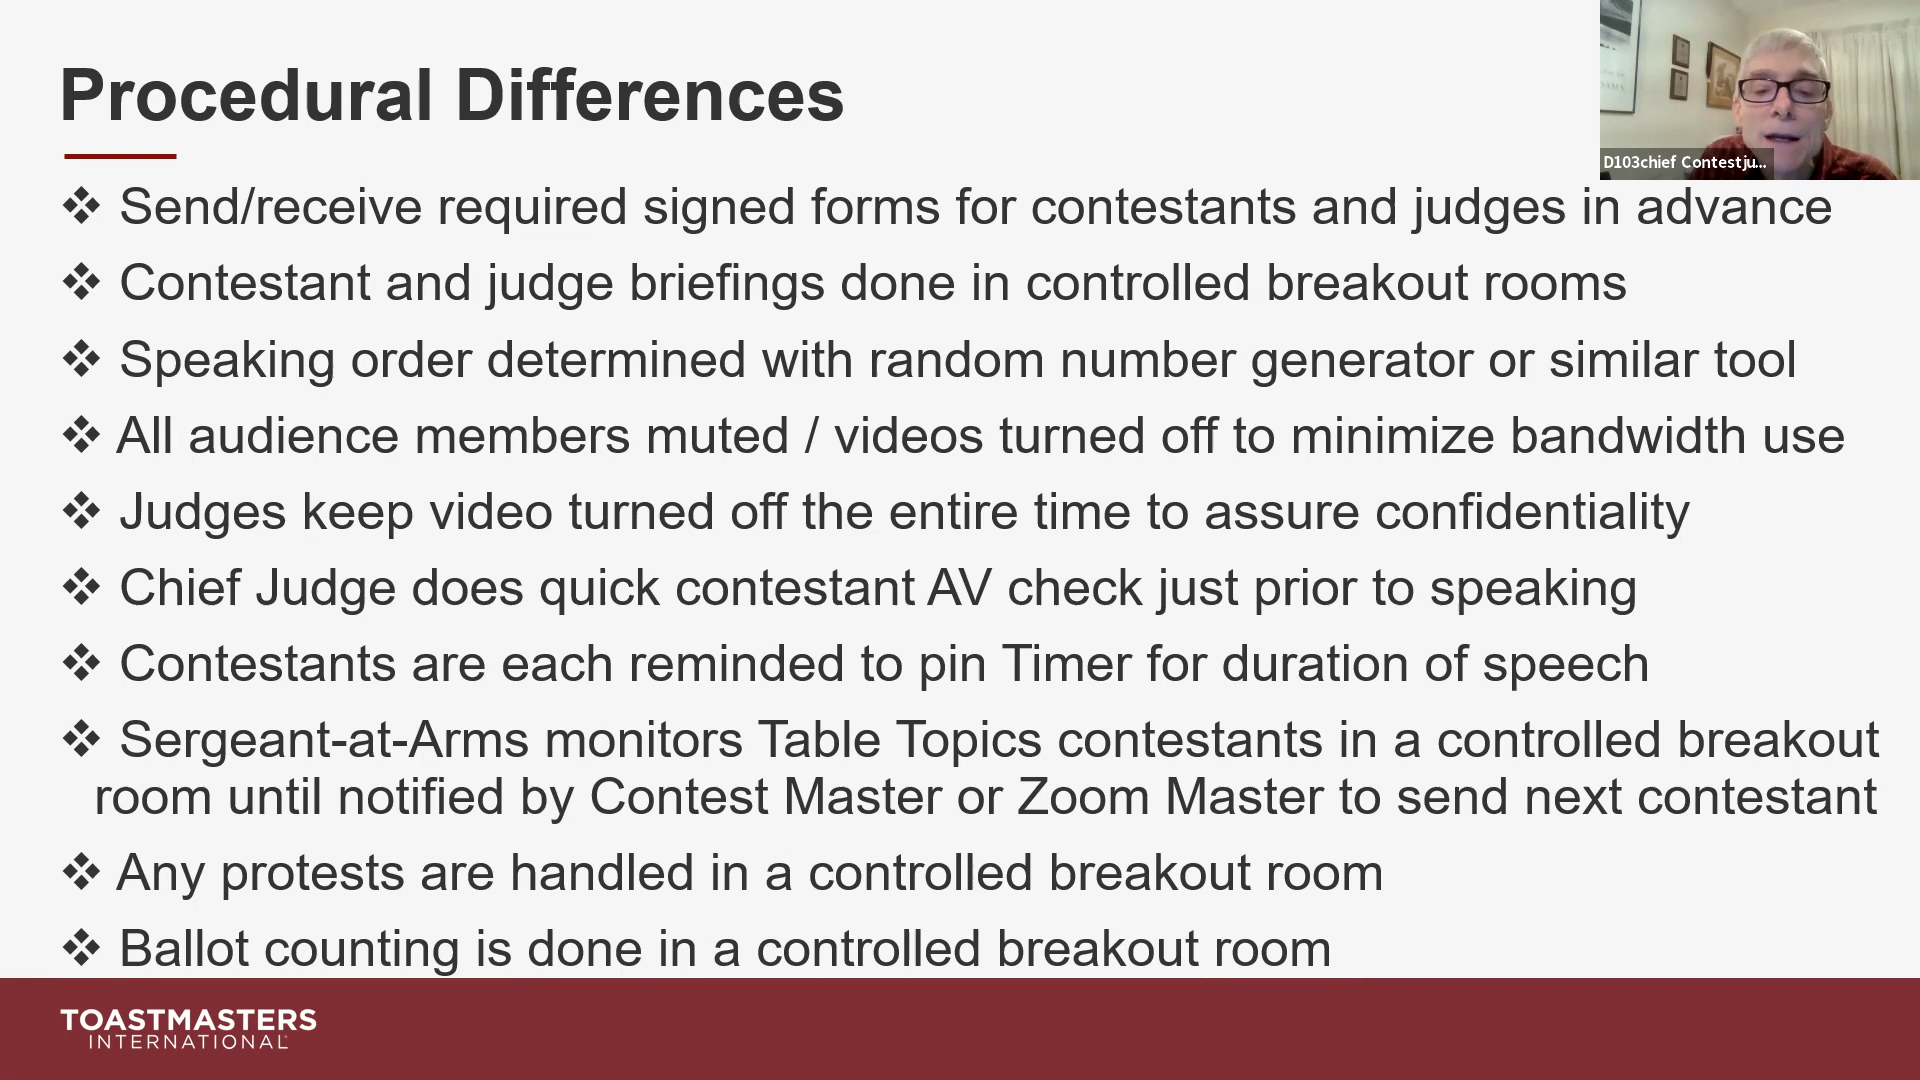 Procedural Differences
D103chief Contestju...
❖ Send/receive required signed forms for contestants and judges in advance
❖ Contestant and judge briefings done in controlled breakout rooms
❖ Speaking order determined with random number generator or similar tool
❖ All audience members muted / videos turned off to minimize bandwidth use
❖ Judges keep video turned off the entire time to assure confidentiality
❖ Chief Judge does quick contestant AV check just prior to speaking
❖ Contestants are each reminded to pin Timer for duration of speech
❖ Sergeant-at-Arms monitors Table Topics contestants in a controlled breakout
room until notified by Contest Master or Zoom Master to send next contestant
❖ Any protests are handled in a controlled breakout room
❖ Ballot counting is done in a controlled breakout room
TOASTMASTERS
INTERNATIONAL